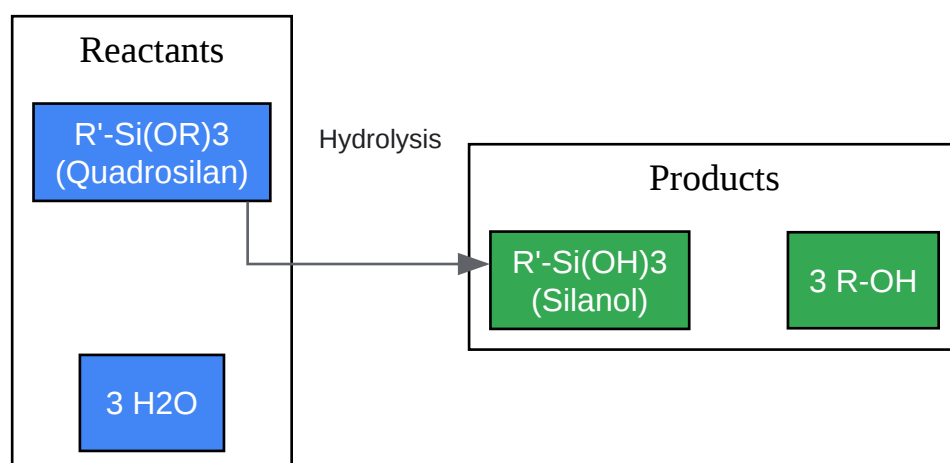 Reactants
R'-Si(OR)3
(Quadrosilan)
3 H2O
Hydrolysis
Products
R'-Si(OH)3
(Silanol)
3 R-OH